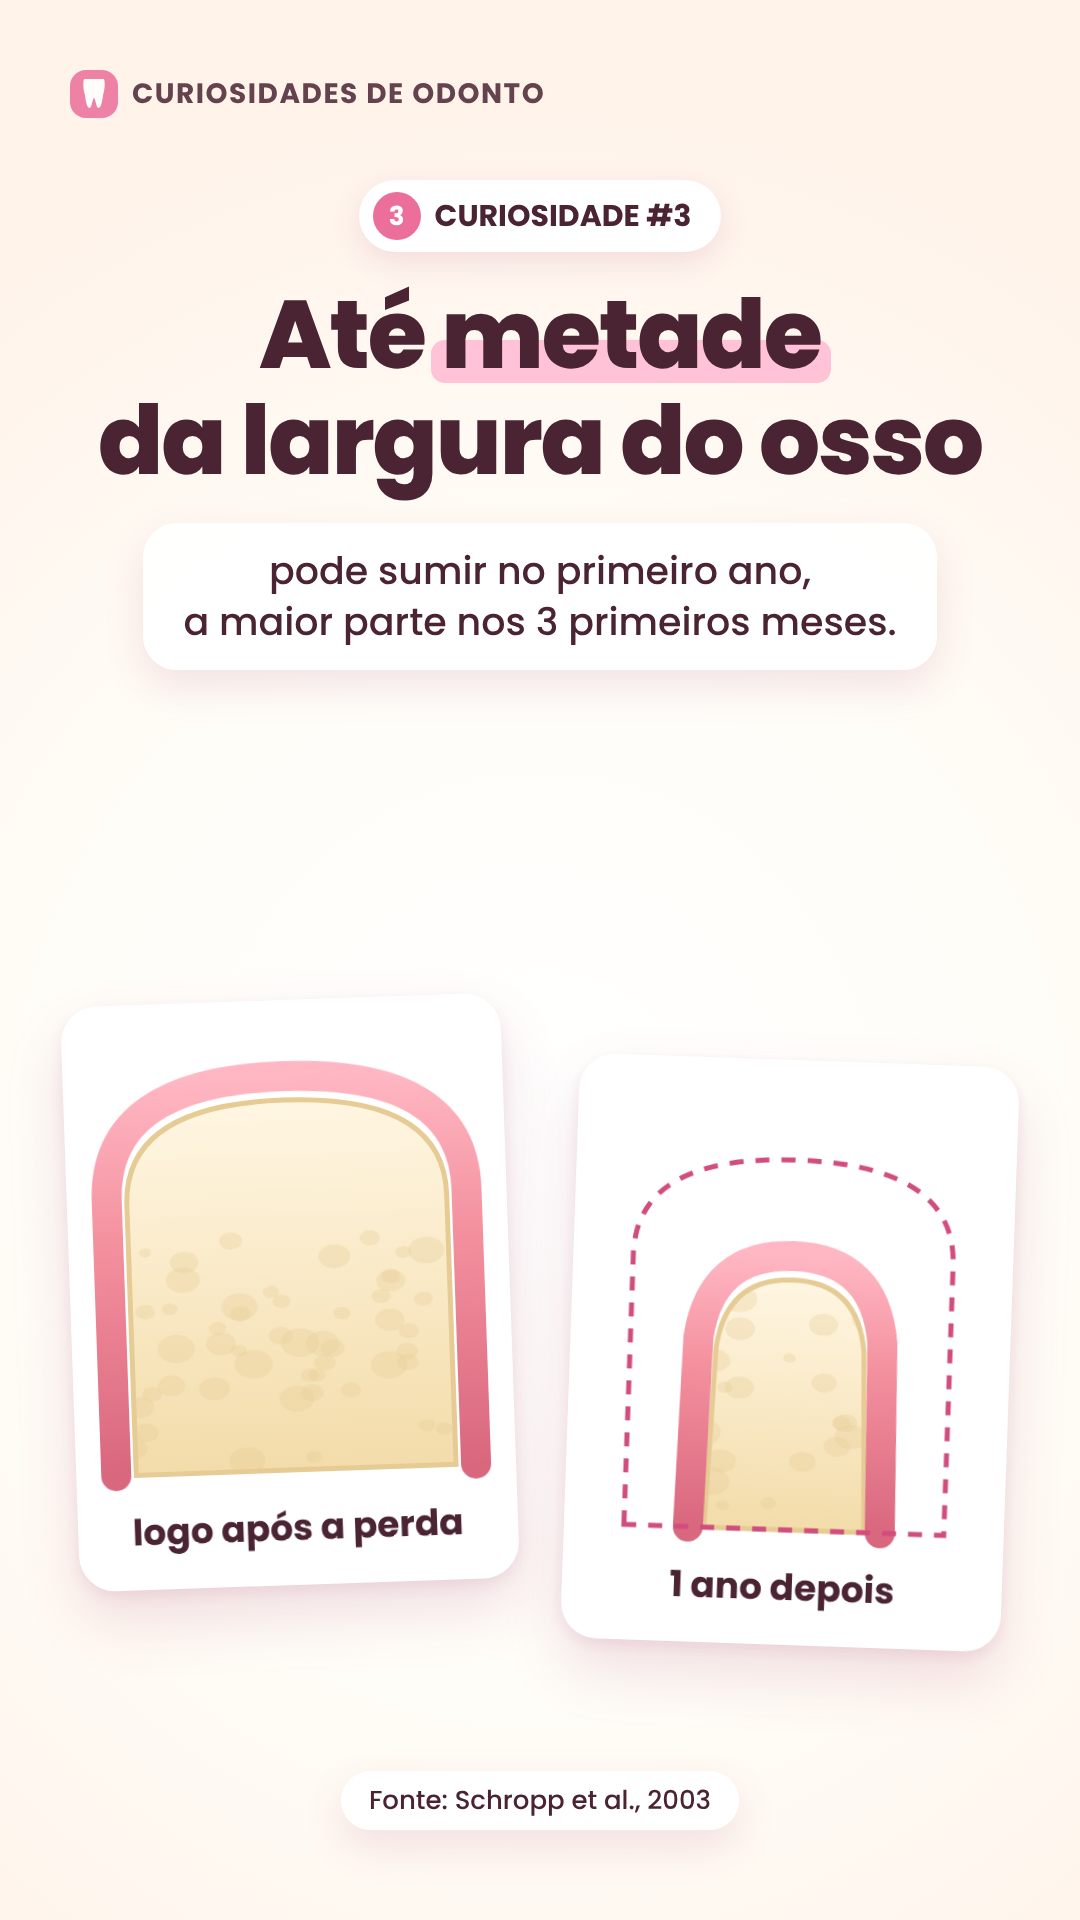 CURIOSIDADES DE ODONTO
3 CURIOSIDADE #3
Até metade
da largura do osso
pode sumir no primeiro ano,
a maior parte nos 3 primeiros meses.
logo após a perda
1 ano depois
Fonte: Schropp et al., 2003